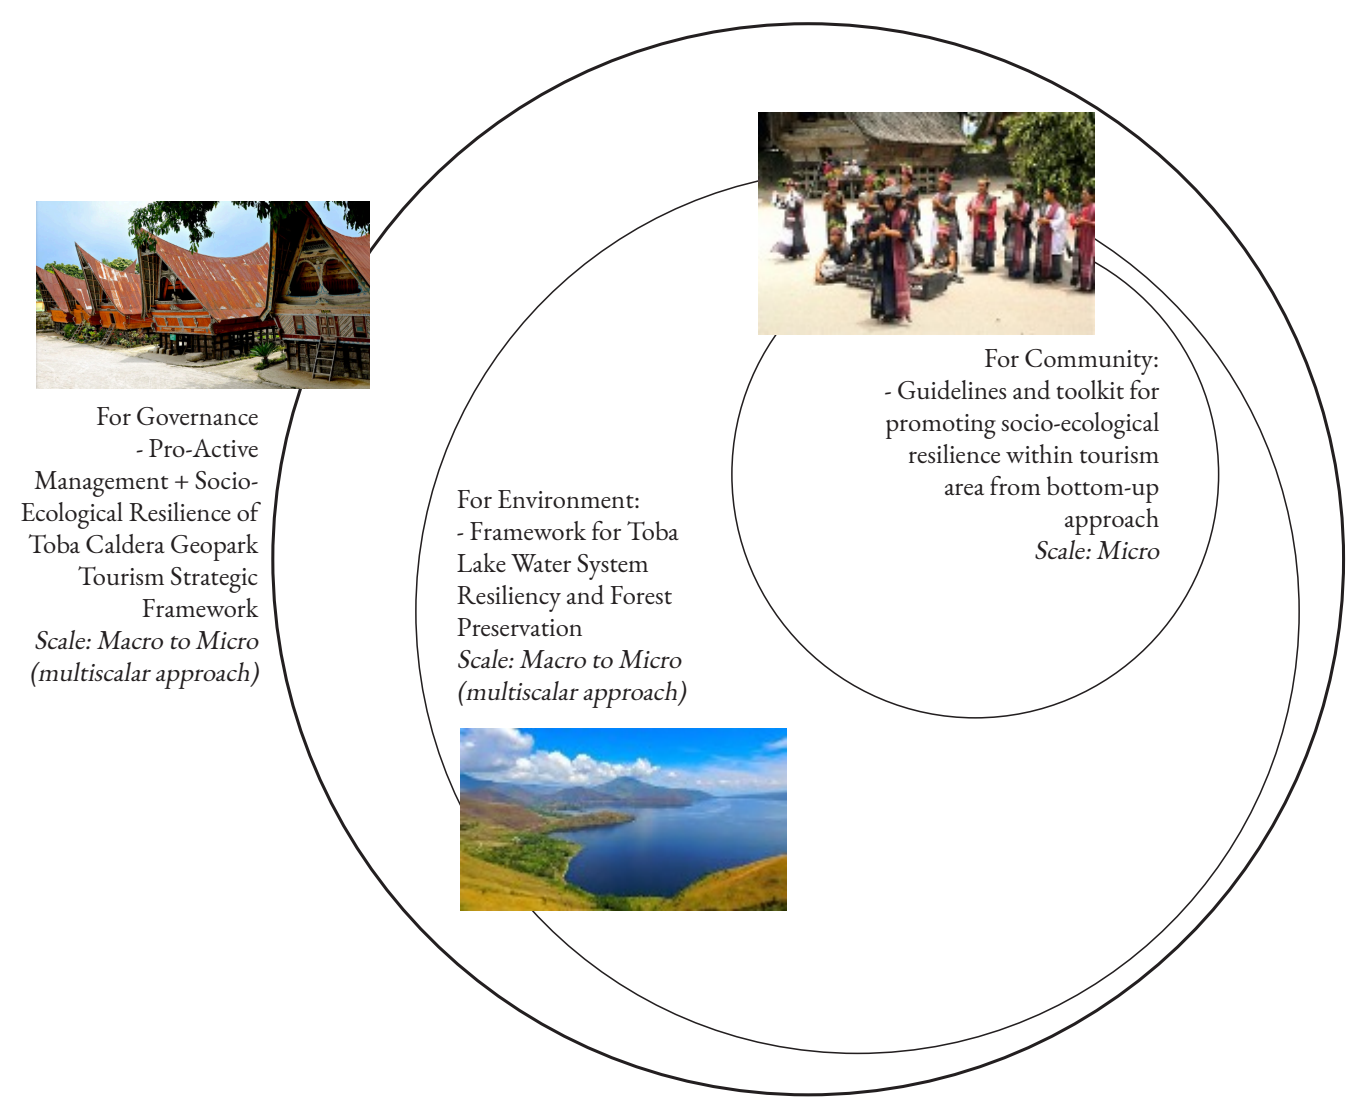 For Governance
- Pro-Active
Management + Socio-
Ecological Resilience of
Toba Caldera Geopark
Tourism Strategic
Framework
Scale: Macro to Micro
(multiscalar approach)
For Environment:
- Framework for Toba
Lake Water System
Resiliency and Forest
Preservation
Scale: Macro to Micro
(multiscalar approach)
For Community:
- Guidelines and toolkit for
promoting socio-ecological
resilience within tourism
area from bottom-up
approach
Scale: Micro